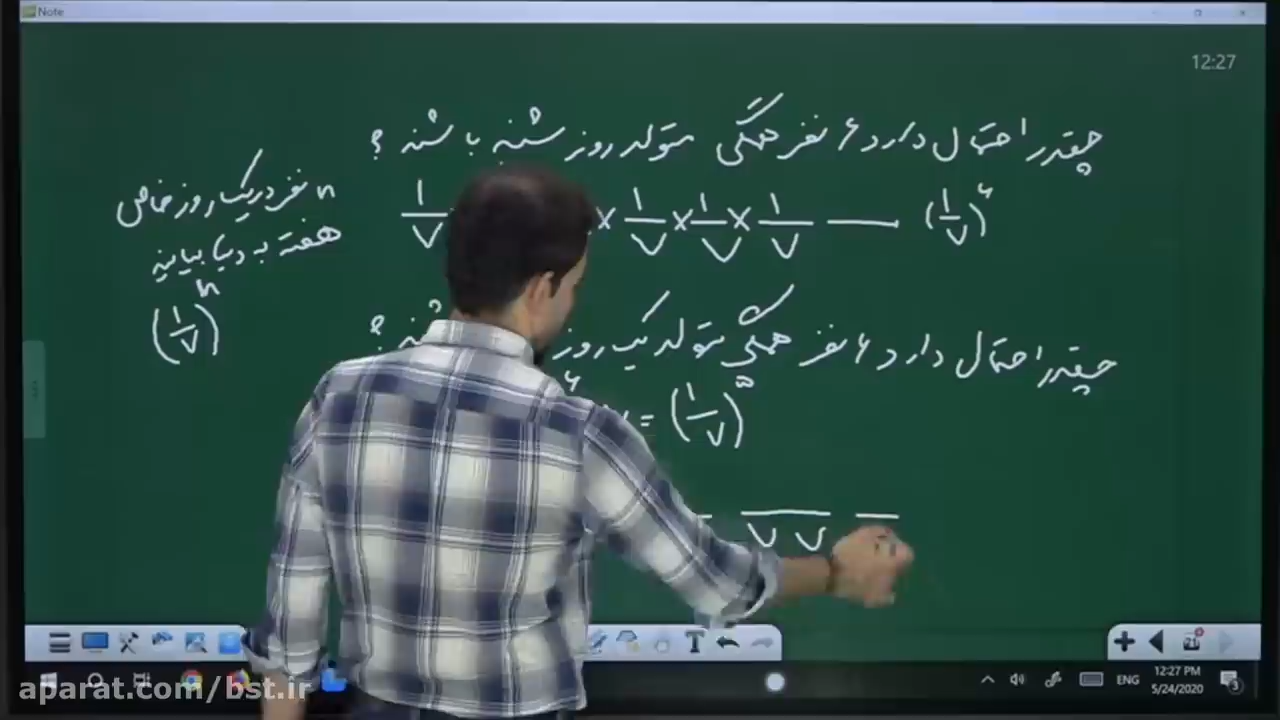 Note
12:27
چقدر احتمال دارد ۶ نفر همگی متولد روز شنبه باشند ؟
۱/۷ × ۱/۷ × ۱/۷ × ۱/۷ (۱/۷)^۶
n نفر در یک روز خاص
هفته به دنیا بیایند
(۱/۷)^n
چقدر احتمال دارد ۶ نفر همگی متولد یک روز ؟
= (۱/۷)^۵
۷ ۷
T
ENG
12:27 PM
5/24/2020
aparat.com/bst.ir